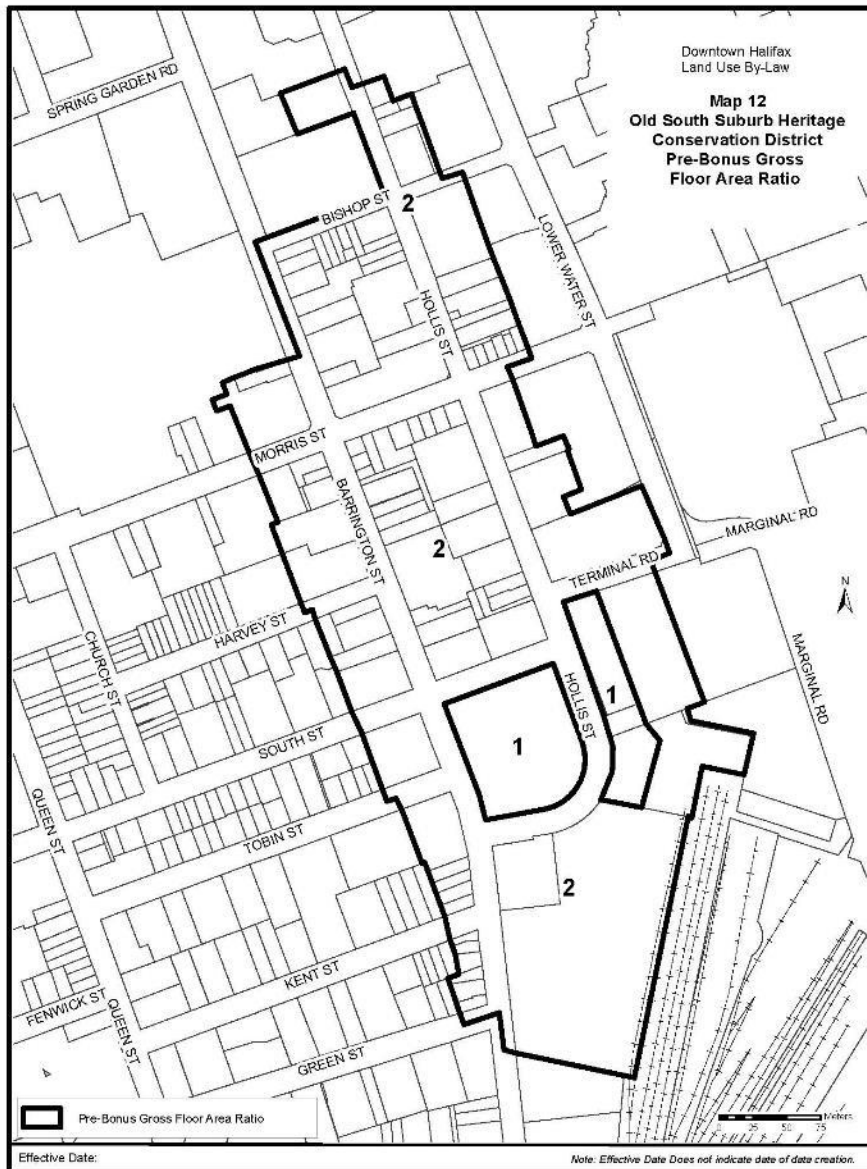 Downtown Halifax
Land Use By-Law
Map 12
Old South Suburb Heritage
Conservation District
Pre-Bonus Gross
Floor Area Ratio
SPRING GARDEN RD
BISHOP ST
2
LOWER WATER ST
HOLLIS ST
MORRIS ST
BARRINGTON ST
2
MARGINAL RD
TERMINAL RD
N
HARVEY ST
CHURCH ST
MARGINAL RD
HOLLIS ST
1
SOUTH ST
1
QUEEN ST
TOBIN ST
2
KENT ST
FENWICK ST
QUEEN ST
GREEN ST
Pre-Bonus Gross Floor Area Ratio
Meters
75
Effective Date:
Note: Effective Date Does not indicate date of date creation.